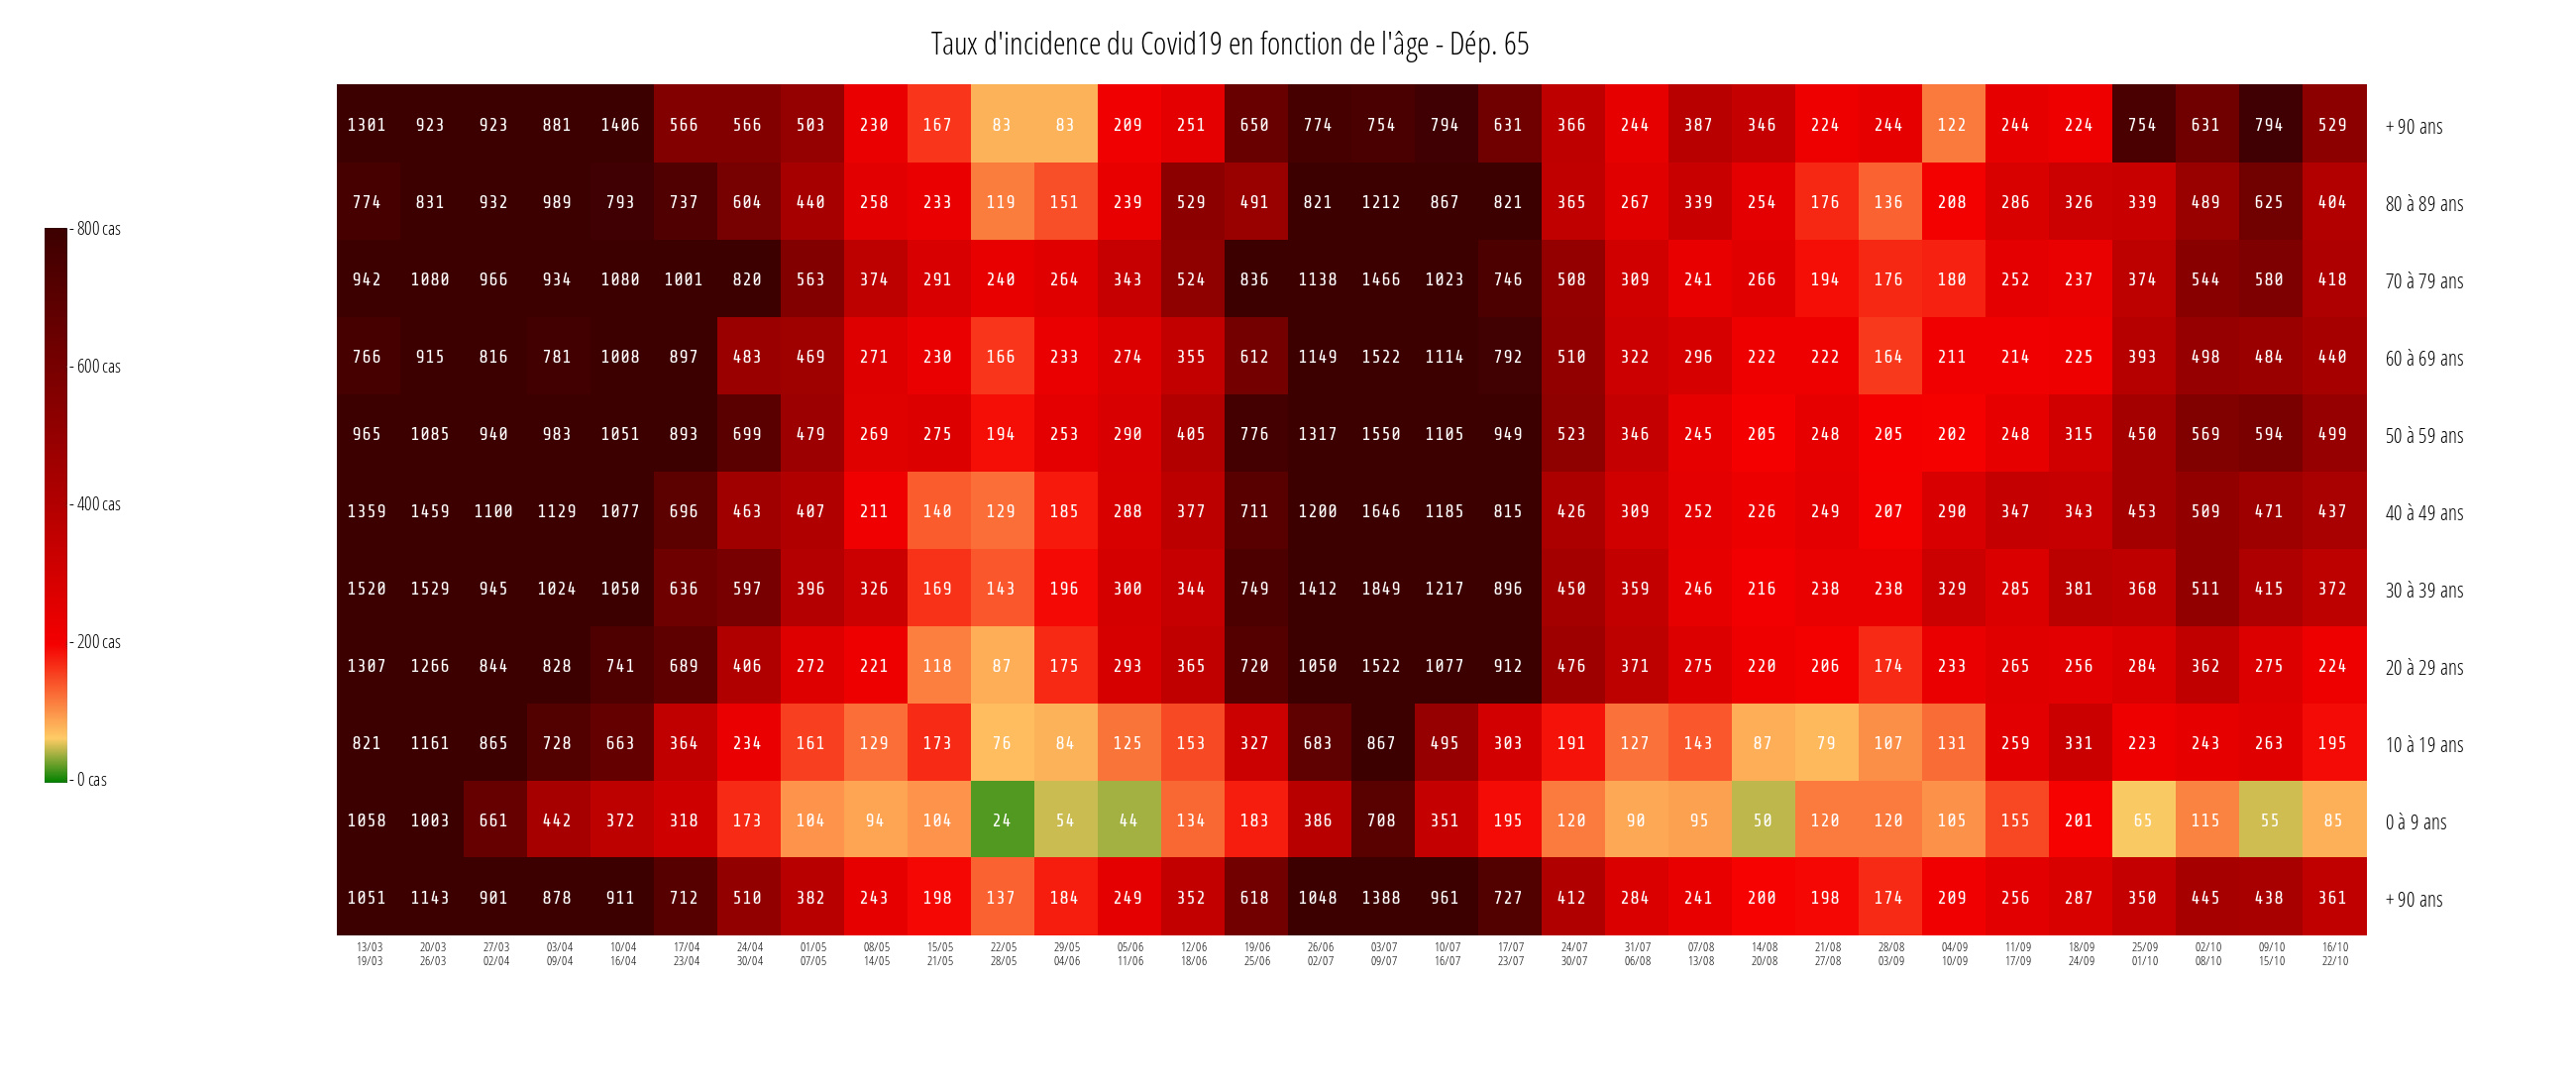 Taux d'incidence du Covid19 en fonction de l'âge - Dép. 65
- 800 cas
- 600 cas
- 400 cas
- 200 cas
- 0 cas
1301 923 923 881 1406 566 566 503 230 167 83 83 209 251 650 774 754 794 631 366 244 387 346 224 244 122 244 224 754 631 794 529 + 90 ans
774 831 932 989 793 737 604 440 258 233 119 151 239 529 491 821 1212 867 821 365 267 339 254 176 136 208 286 326 339 489 625 404 80 à 89 ans
942 1080 966 934 1080 1001 820 563 374 291 240 264 343 524 836 1138 1466 1023 746 508 309 241 266 194 176 180 252 237 374 544 580 418 70 à 79 ans
766 915 816 781 1008 897 483 469 271 230 166 233 274 355 612 1149 1522 1114 792 510 322 296 222 222 164 211 214 225 393 498 484 440 60 à 69 ans
965 1085 940 983 1051 893 699 479 269 275 194 253 290 405 776 1317 1550 1105 949 523 346 245 205 248 205 202 248 315 450 569 594 499 50 à 59 ans
1359 1459 1100 1129 1077 696 463 407 211 140 129 185 288 377 711 1200 1646 1185 815 426 309 252 226 249 207 290 347 343 453 509 471 437 40 à 49 ans
1520 1529 945 1024 1050 636 597 396 326 169 143 196 300 344 749 1412 1849 1217 896 450 359 246 216 238 238 329 285 381 368 511 415 372 30 à 39 ans
1307 1266 844 828 741 689 406 272 221 118 87 175 293 365 720 1050 1522 1077 912 476 371 275 220 206 174 233 265 256 284 362 275 224 20 à 29 ans
821 1161 865 728 663 364 234 161 129 173 76 84 125 153 327 683 867 495 303 191 127 143 87 79 107 131 259 331 223 243 263 195 10 à 19 ans
1058 1003 661 442 372 318 173 104 94 104 24 54 44 134 183 386 708 351 195 120 90 95 50 120 120 105 155 201 65 115 55 85 0 à 9 ans
1051 1143 901 878 911 712 510 382 243 198 137 184 249 352 618 1048 1388 961 727 412 284 241 200 198 174 209 256 287 350 445 438 361 + 90 ans
13/03 20/03 27/03 03/04 10/04 17/04 24/04 01/05 08/05 15/05 22/05 29/05 05/06 12/06 19/06 26/06 03/07 10/07 17/07 24/07 31/07 07/08 14/08 21/08 28/08 04/09 11/09 18/09 25/09 02/10 09/10 16/10
19/03 26/03 02/04 09/04 16/04 23/04 30/04 07/05 14/05 21/05 28/05 04/06 11/06 18/06 25/06 02/07 09/07 16/07 23/07 30/07 06/08 13/08 20/08 27/08 03/09 10/09 17/09 24/09 01/10 08/10 15/10 22/10